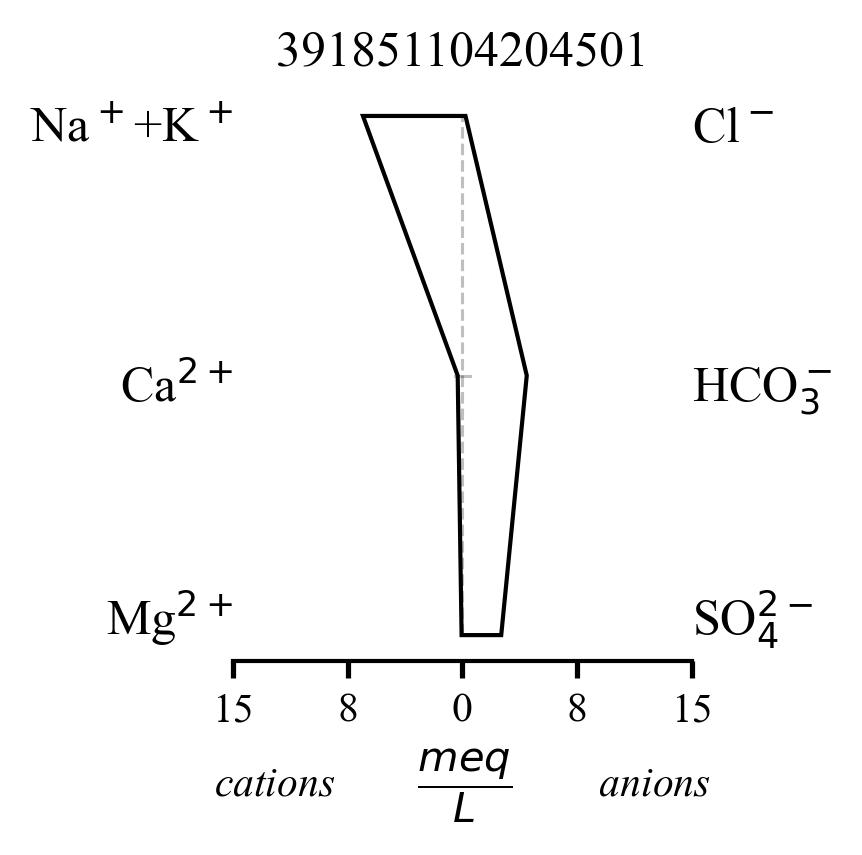 391851104204501
Na⁺+K⁺ Cl⁻
Ca²⁺ HCO₃⁻
Mg²⁺ SO₄²⁻
15 8 0 8 15
cations meq/L anions